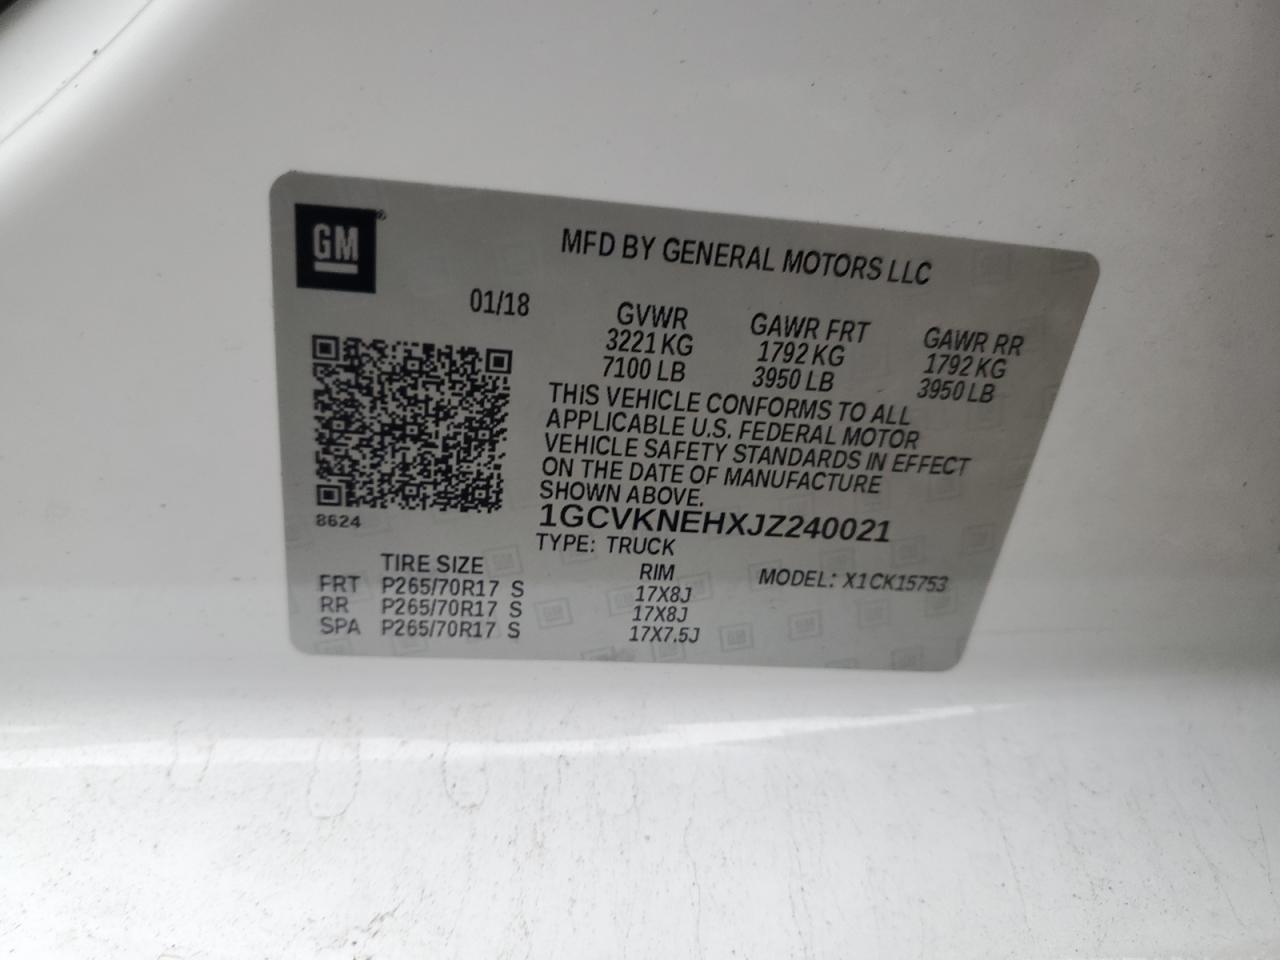 GM®
MFD BY GENERAL MOTORS LLC
01/18
GVWR GAWR FRT GAWR RR
3221 KG 1792 KG 1792 KG
7100 LB 3950 LB 3950 LB
THIS VEHICLE CONFORMS TO ALL
APPLICABLE U.S. FEDERAL MOTOR
VEHICLE SAFETY STANDARDS IN EFFECT
ON THE DATE OF MANUFACTURE
SHOWN ABOVE.
8624
1GCVKNEHXJZ240021
TYPE: TRUCK
TIRE SIZE RIM MODEL: X1CK15753
FRT P265/70R17 S 17X8J
RR P265/70R17 S 17X8J
SPA P265/70R17 S 17X7.5J